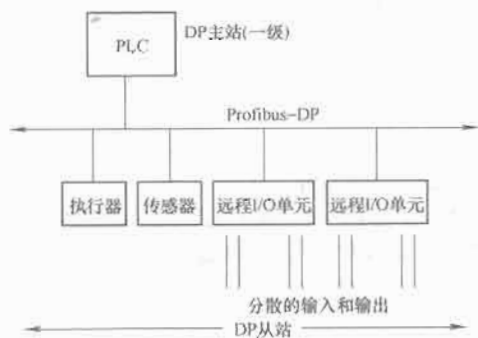 DP主站(一级)
PLC
Profibus-DP
执行器
传感器
远程I/O单元
远程I/O单元
分散的输入和输出
DP从站